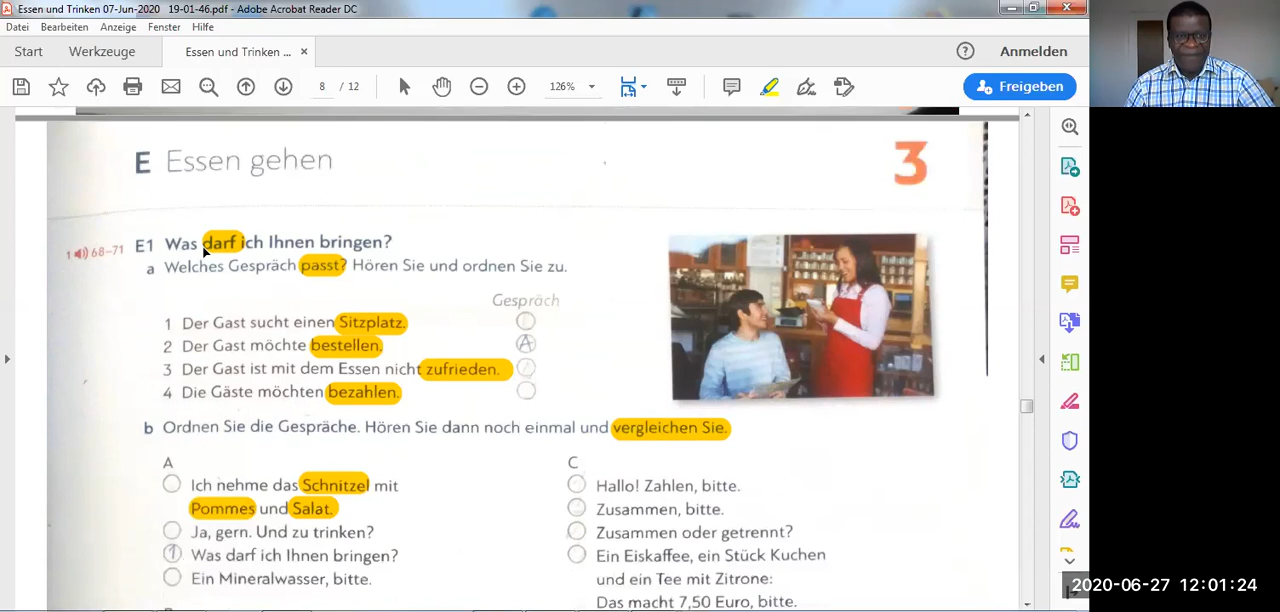 Essen und Trinken 07-Jun-2020 19-01-46.pdf - Adobe Acrobat Reader DC
Datei Bearbeiten Anzeige Fenster Hilfe
Start Werkzeuge Essen und Trinken ... × Anmelden
8 / 12 126% Freigeben
E Essen gehen 3
1 68–71 E1 Was darf ich Ihnen bringen?
a Welches Gespräch passt? Hören Sie und ordnen Sie zu.
Gespräch
1 Der Gast sucht einen Sitzplatz.
2 Der Gast möchte bestellen. A
3 Der Gast ist mit dem Essen nicht zufrieden.
4 Die Gäste möchten bezahlen.
b Ordnen Sie die Gespräche. Hören Sie dann noch einmal und vergleichen Sie.
A
Ich nehme das Schnitzel mit
Pommes und Salat.
Ja, gern. Und zu trinken?
1 Was darf ich Ihnen bringen?
Ein Mineralwasser, bitte.
C
Hallo! Zahlen, bitte.
Zusammen, bitte.
Zusammen oder getrennt?
Ein Eiskaffee, ein Stück Kuchen
und ein Tee mit Zitrone:
Das macht 7,50 Euro, bitte.
2020-06-27 12:01:24